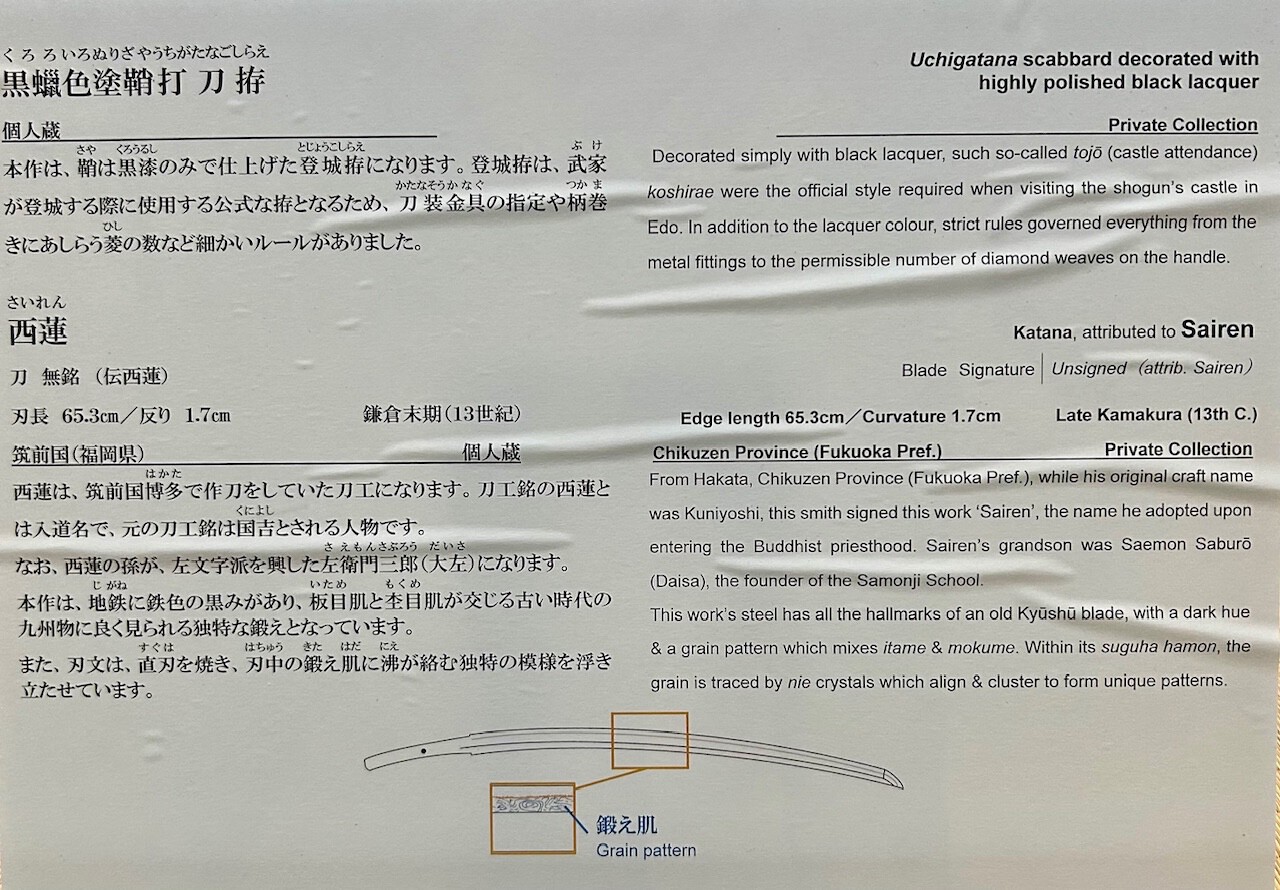 くろろいろぬりざやうちがたなごしらえ
黒蠟色塗鞘打刀拵
個人蔵
さや くろうるし とじょうこしらえ ぶけ
本作は、鞘は黒漆のみで仕上げた登城拵になります。登城拵は、武家
かたなそうかなぐ つかま
が登城する際に使用する公式な拵となるため、刀装金具の指定や柄巻
ひし
きにあしらう菱の数など細かいルールがありました。
Uchigatana scabbard decorated with
highly polished black lacquer
Private Collection
Decorated simply with black lacquer, such so-called tojō (castle attendance)
koshirae were the official style required when visiting the shogun's castle in
Edo. In addition to the lacquer colour, strict rules governed everything from the
metal fittings to the permissible number of diamond weaves on the handle.
さいれん
西蓮
刀 無銘 （伝西蓮）
刃長 65.3㎝／反り 1.7㎝ 鎌倉末期（13世紀）
筑前国（福岡県） 個人蔵
はかた
西蓮は、筑前国博多で作刀をしていた刀工になります。刀工銘の西蓮と
くによし
は入道名で、元の刀工銘は国吉とされる人物です。
さえもんさぶろう だいさ
なお、西蓮の孫が、左文字派を興した左衛門三郎（大左）になります。
じがね いため もくめ
本作は、地鉄に鉄色の黒みがあり、板目肌と杢目肌が交じる古い時代の
九州物に良く見られる独特な鍛えとなっています。
すぐは はちゅう きた はだ にえ
また、刃文は、直刃を焼き、刃中の鍛え肌に沸が絡む独特の模様を浮き
立たせています。
Katana, attributed to Sairen
Blade Signature | Unsigned（attrib. Sairen）
Edge length 65.3cm／Curvature 1.7cm Late Kamakura (13th C.)
Chikuzen Province (Fukuoka Pref.) Private Collection
From Hakata, Chikuzen Province (Fukuoka Pref.), while his original craft name
was Kuniyoshi, this smith signed this work ‘Sairen’, the name he adopted upon
entering the Buddhist priesthood. Sairen's grandson was Saemon Saburō
(Daisa), the founder of the Samonji School.
This work's steel has all the hallmarks of an old Kyūshū blade, with a dark hue
& a grain pattern which mixes itame & mokume. Within its suguha hamon, the
grain is traced by nie crystals which align & cluster to form unique patterns.
鍛え肌
Grain pattern